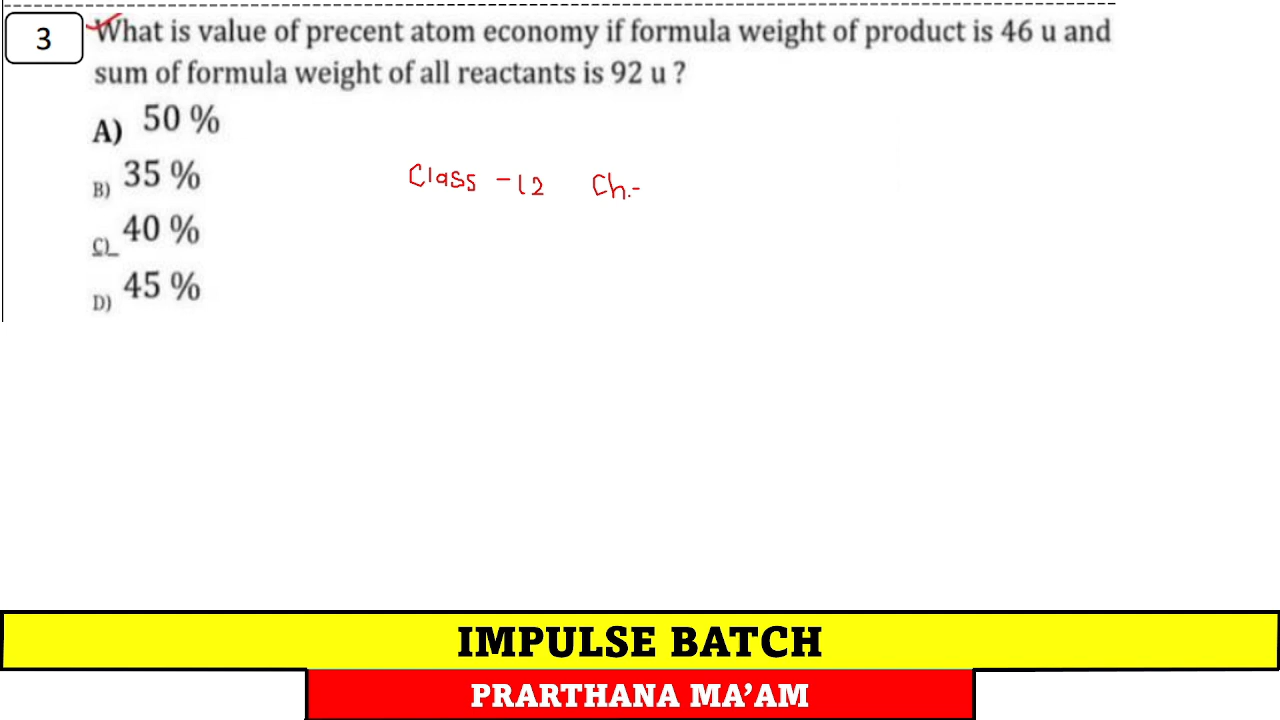 3
What is value of precent atom economy if formula weight of product is 46 u and
sum of formula weight of all reactants is 92 u ?
A) 50 %
B) 35 %
Class - 12 Ch.-
C) 40 %
D) 45 %
IMPULSE BATCH
PRARTHANA MA'AM